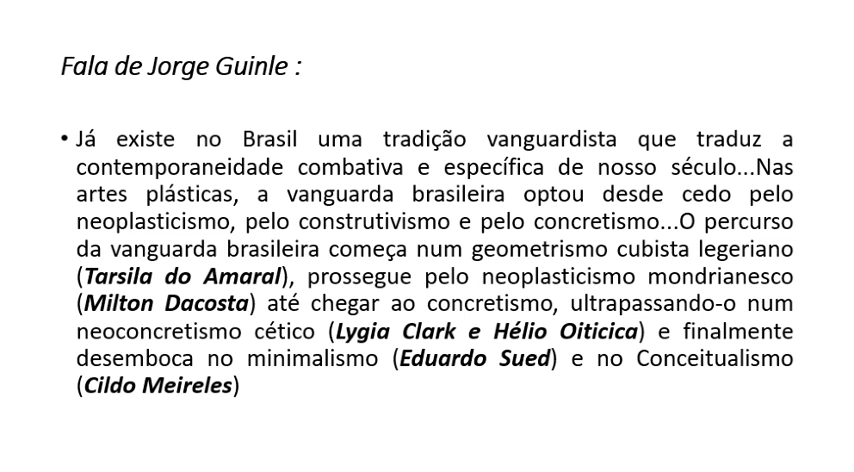 Fala de Jorge Guinle :
• Já existe no Brasil uma tradição vanguardista que traduz a
contemporaneidade combativa e específica de nosso século...Nas
artes plásticas, a vanguarda brasileira optou desde cedo pelo
neoplasticismo, pelo construtivismo e pelo concretismo...O percurso
da vanguarda brasileira começa num geometrismo cubista legeriano
(Tarsila do Amaral), prossegue pelo neoplasticismo mondrianesco
(Milton Dacosta) até chegar ao concretismo, ultrapassando-o num
neoconcretismo cético (Lygia Clark e Hélio Oiticica) e finalmente
desemboca no minimalismo (Eduardo Sued) e no Conceitualismo
(Cildo Meireles)